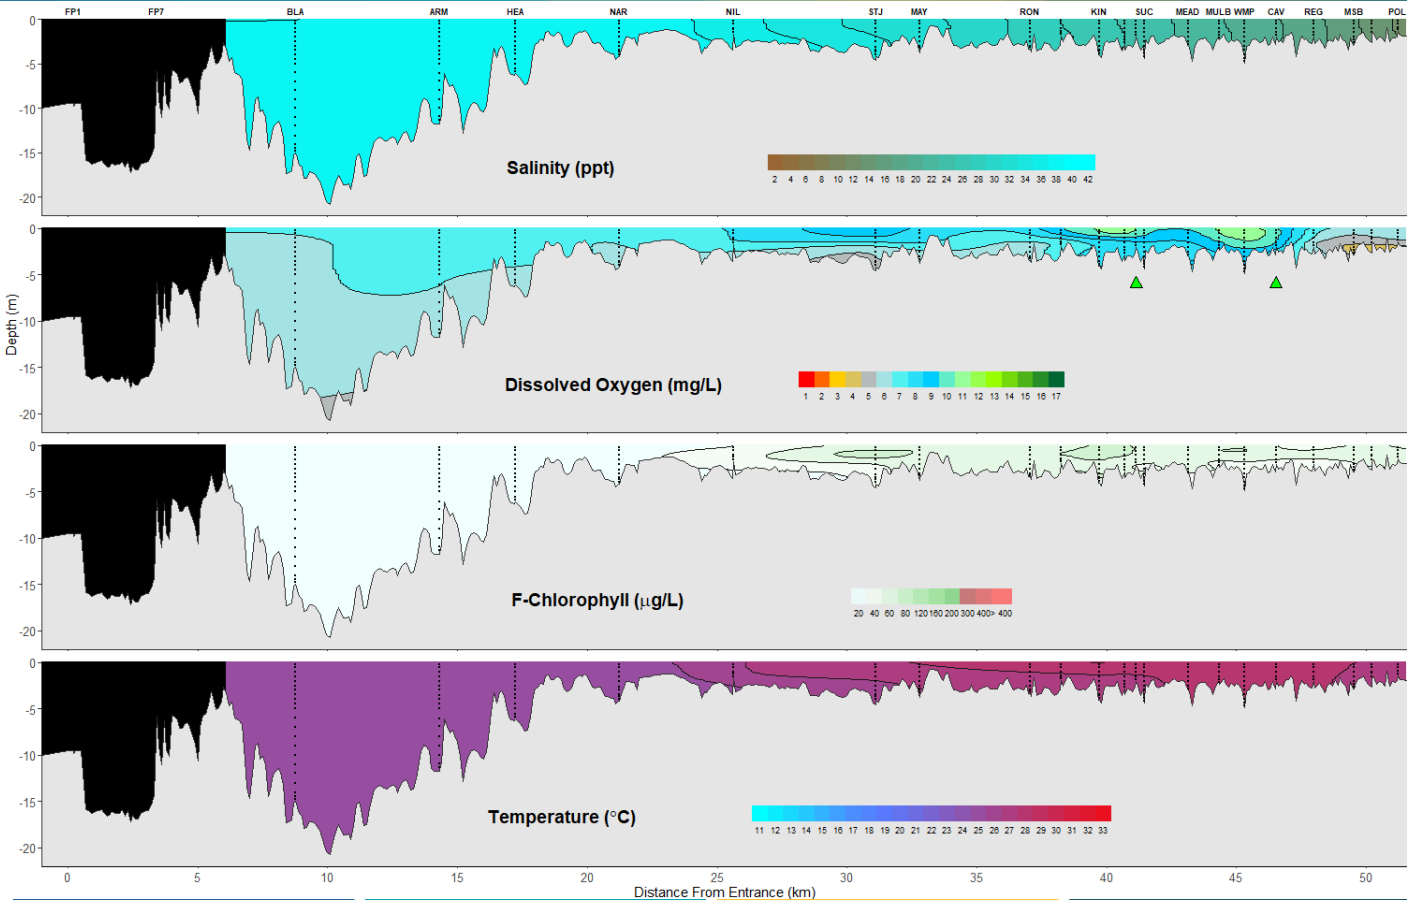 FP1 FP7 BLA ARM HEA NAR NIL STJ MAY RON KIN SUC MEAD MULB WMP CAV REG MSB POL
0
-5
-10
-15
-20
Salinity (ppt)
2 4 6 8 10 12 14 16 18 20 22 24 26 28 30 32 34 36 38 40 42
0
-5
-10
-15
-20
Dissolved Oxygen (mg/L)
1 2 3 4 5 6 7 8 9 10 11 12 13 14 15 16 17
Depth (m)
0
-5
-10
-15
-20
F-Chlorophyll (µg/L)
20 40 60 80 120 160 200 300 400 > 400
0
-5
-10
-15
-20
Temperature (°C)
11 12 13 14 15 16 17 18 19 20 21 22 23 24 25 26 27 28 29 30 31 32 33
0 5 10 15 20 25 30 35 40 45 50
Distance From Entrance (km)